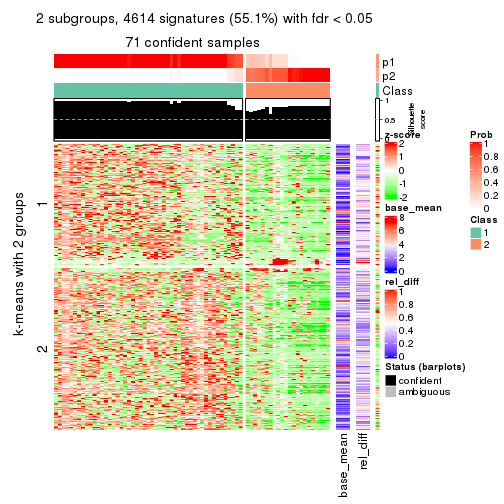 2 subgroups, 4614 signatures (55.1%) with fdr < 0.05
71 confident samples
p1
p2
Class
1
0.5
0
Silhouette
score
k-means with 2 groups
1
2
base_mean
rel_diff
z-score
2
1
0
-1
-2
base_mean
8
6
4
2
0
rel_diff
1
0.8
0.6
0.4
0.2
0
Status (barplots)
confident
ambiguous
Prob
1
0.8
0.6
0.4
0.2
0
Class
1
2